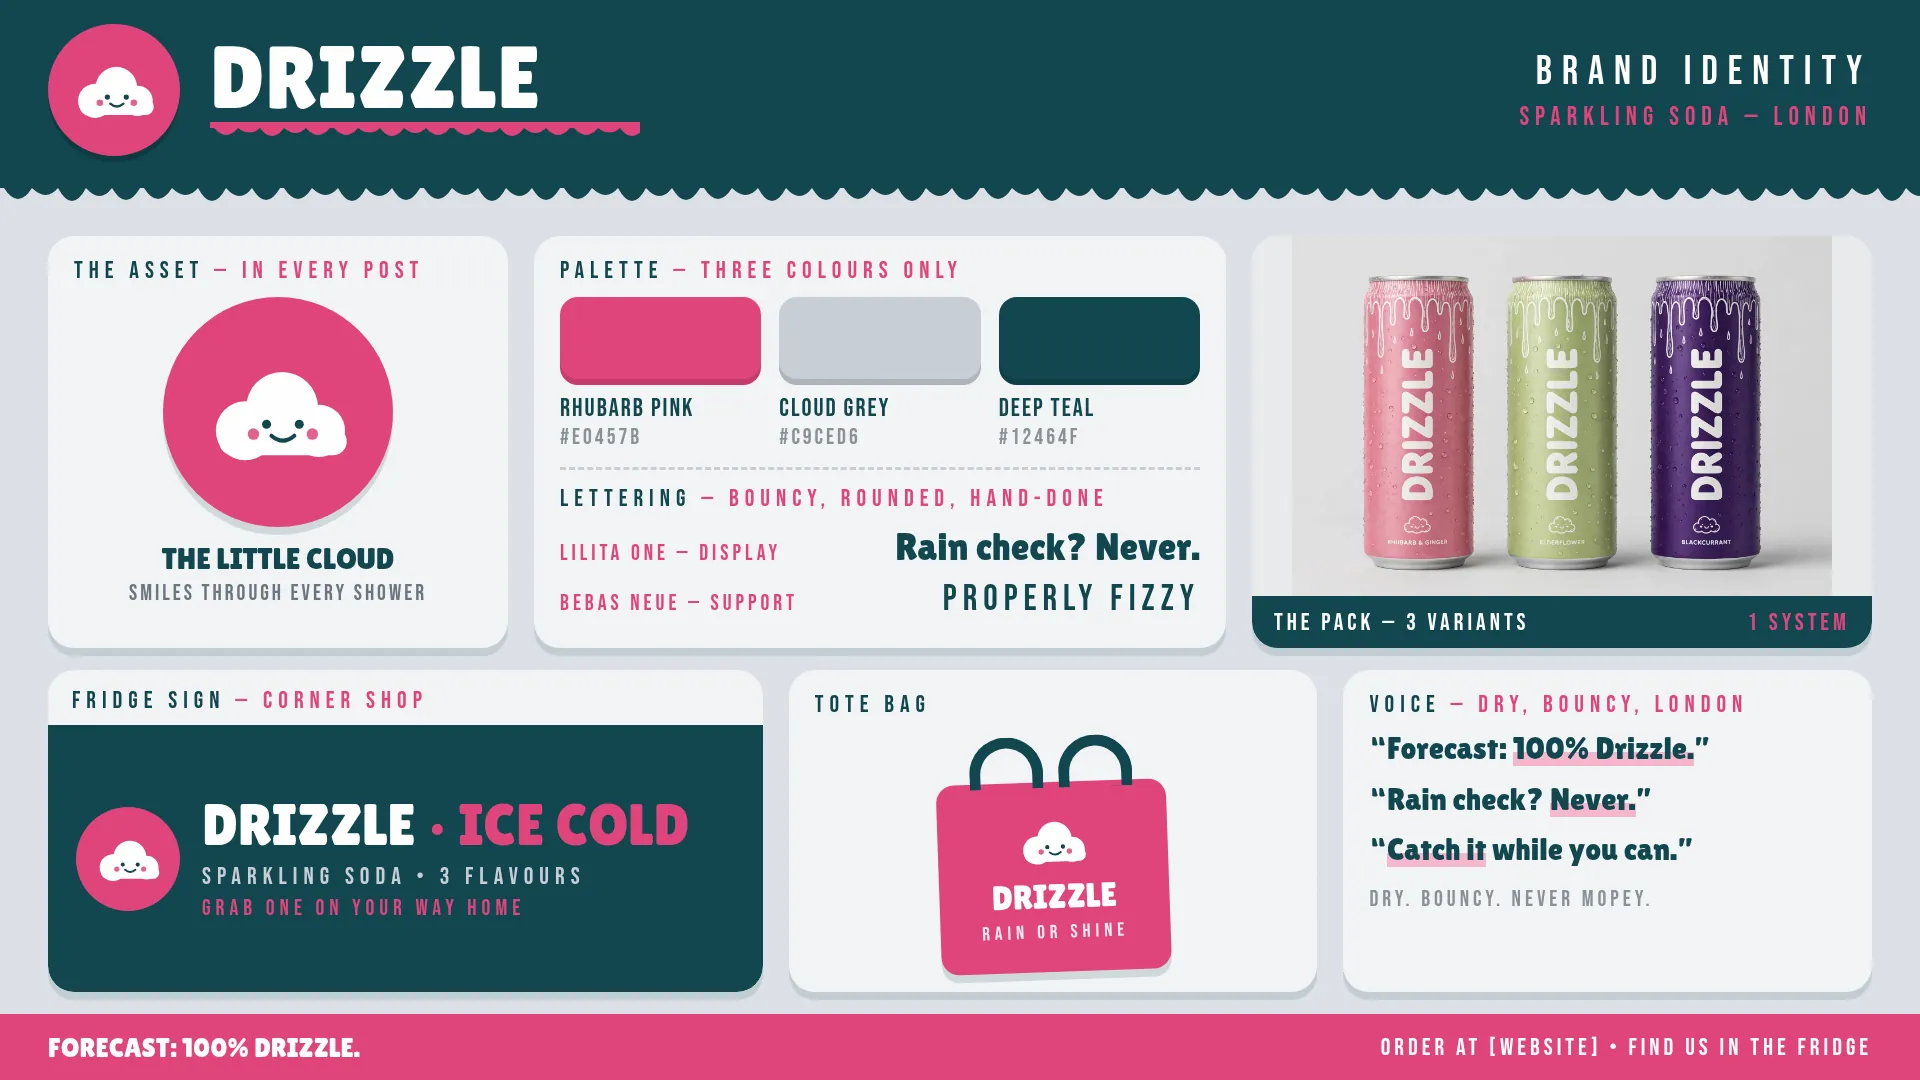 DRIZZLE
BRAND IDENTITY
SPARKLING SODA – LONDON
THE ASSET – IN EVERY POST
THE LITTLE CLOUD
SMILES THROUGH EVERY SHOWER
PALETTE – THREE COLOURS ONLY
RHUBARB PINK
#E0457B
CLOUD GREY
#C9CED6
DEEP TEAL
#12464F
LETTERING – BOUNCY, ROUNDED, HAND-DONE
LILITA ONE – DISPLAY
Rain check? Never.
BEBAS NEUE – SUPPORT
PROPERLY FIZZY
DRIZZLE
RHUBARB & GINGER
DRIZZLE
ELDERFLOWER
DRIZZLE
BLACKCURRANT
THE PACK – 3 VARIANTS
1 SYSTEM
FRIDGE SIGN – CORNER SHOP
DRIZZLE · ICE COLD
SPARKLING SODA • 3 FLAVOURS
GRAB ONE ON YOUR WAY HOME
TOTE BAG
DRIZZLE
RAIN OR SHINE
VOICE – DRY, BOUNCY, LONDON
“Forecast: 100% Drizzle.”
“Rain check? Never.”
“Catch it while you can.”
DRY. BOUNCY. NEVER MOPEY.
FORECAST: 100% DRIZZLE.
ORDER AT [WEBSITE] • FIND US IN THE FRIDGE